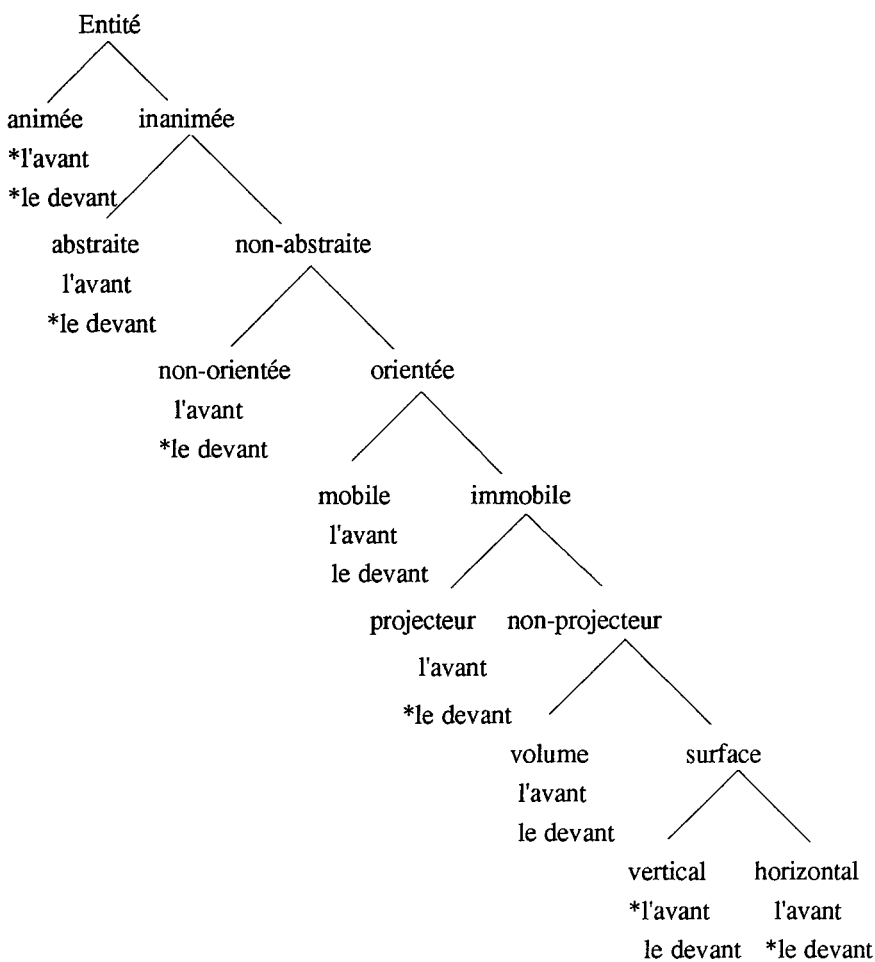 Entité
animée inanimée
*l'avant
*le devant
abstraite non-abstraite
l'avant
*le devant
non-orientée orientée
l'avant
*le devant
mobile immobile
l'avant
le devant
projecteur non-projecteur
l'avant
*le devant
volume surface
l'avant
le devant
vertical horizontal
*l'avant l'avant
le devant *le devant